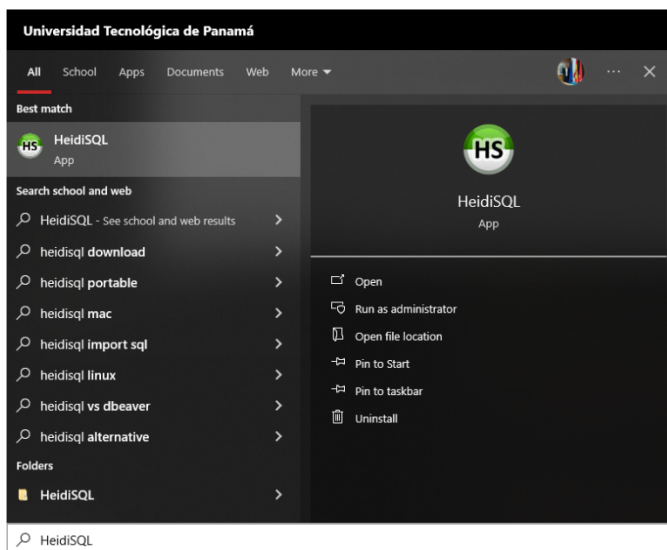 Universidad Tecnológica de Panamá
All School Apps Documents Web More
Best match
HS
HeidiSQL
App
Search school and web
HeidiSQL - See school and web results
heidisql download
heidisql portable
heidisql mac
heidisql import sql
heidisql linux
heidisql vs dbeaver
heidisql alternative
Folders
HeidiSQL
HS
HeidiSQL
App
Open
Run as administrator
Open file location
Pin to Start
Pin to taskbar
Uninstall
HeidiSQL